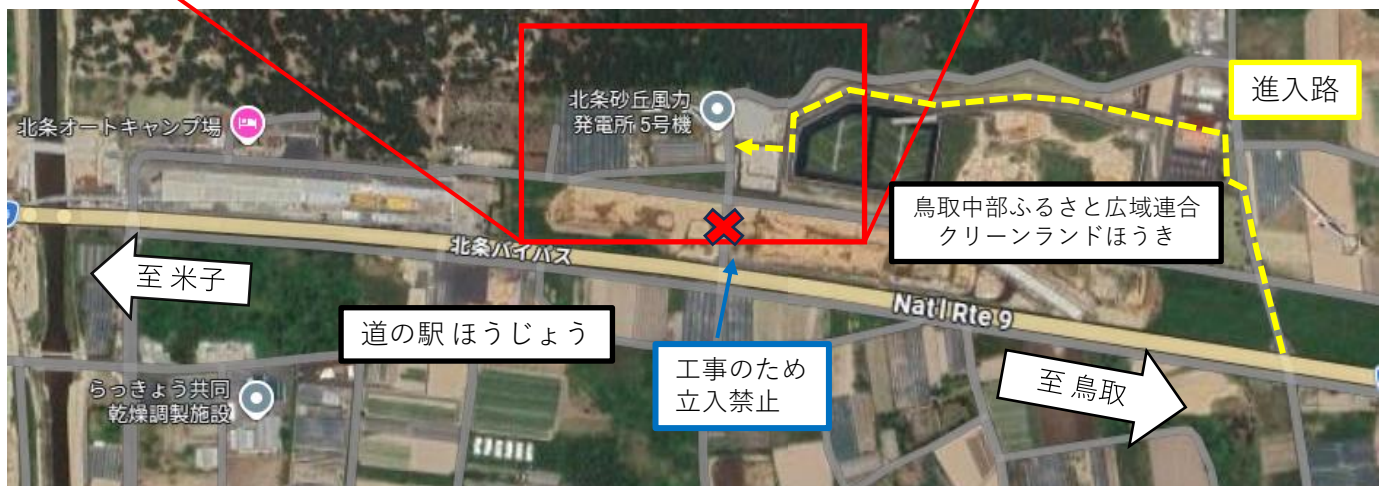 北条砂丘風力
発電所 5号機
進入路
北条オートキャンプ場
鳥取中部ふるさと広域連合
クリーンランドほうき
北条バイパス
至 米子
Nat'l Rte 9
道の駅 ほうじょう
工事のため
立入禁止
至 鳥取
らっきょう共同
乾燥調製施設